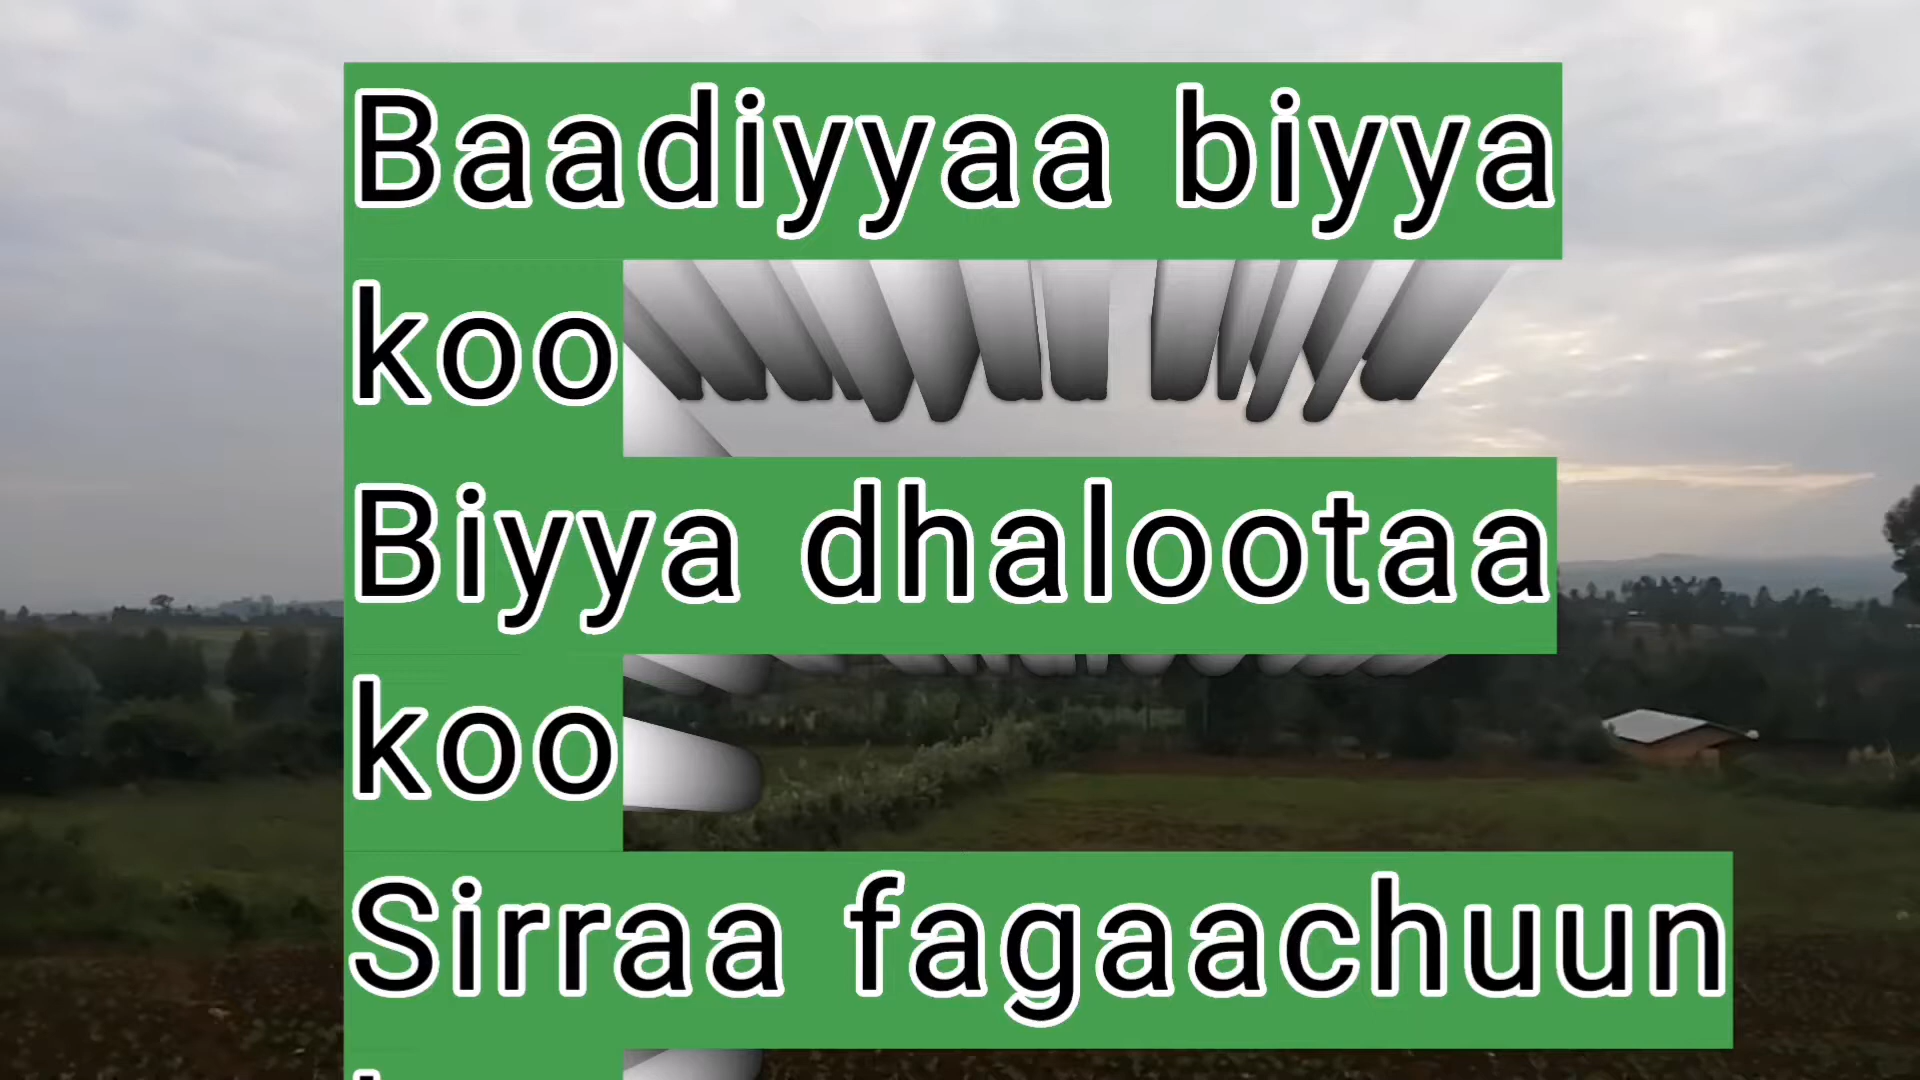 Baadiyyaa biyya
koo
Biyya dhalootaa
koo
Sirraa fagaachuun